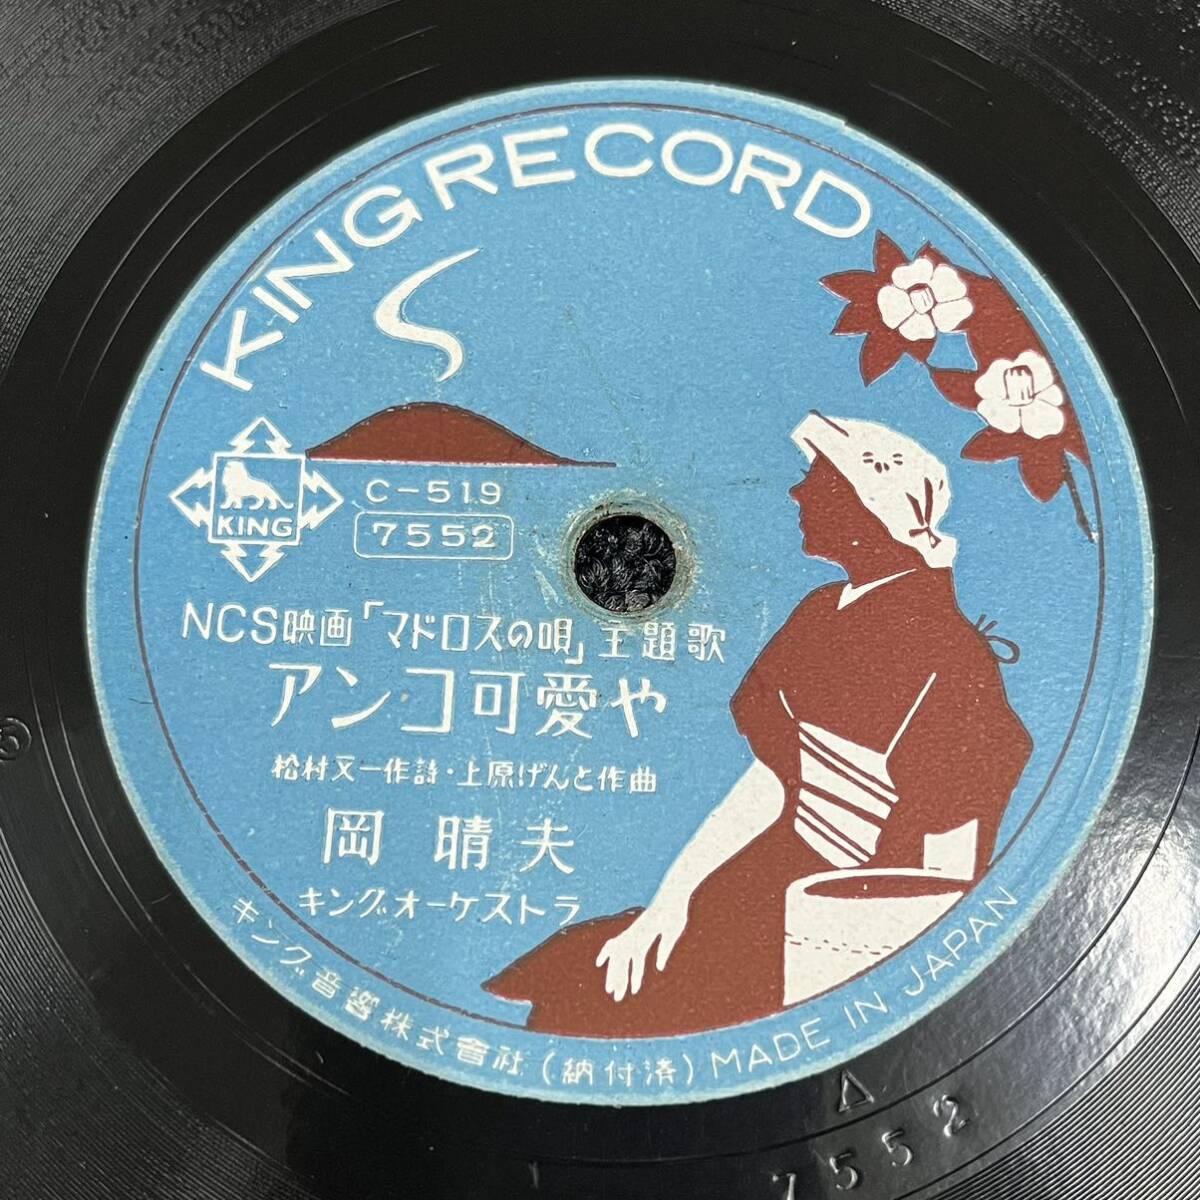 KING RECORD
KING
C-519
7552
NCS映画「マドロスの唄」主題歌
アンコ可愛や
松村又一作詩・上原げんと作曲
岡 晴夫
キングオーケストラ
キング音響株式會社(納付済) MADE IN JAPAN
7552